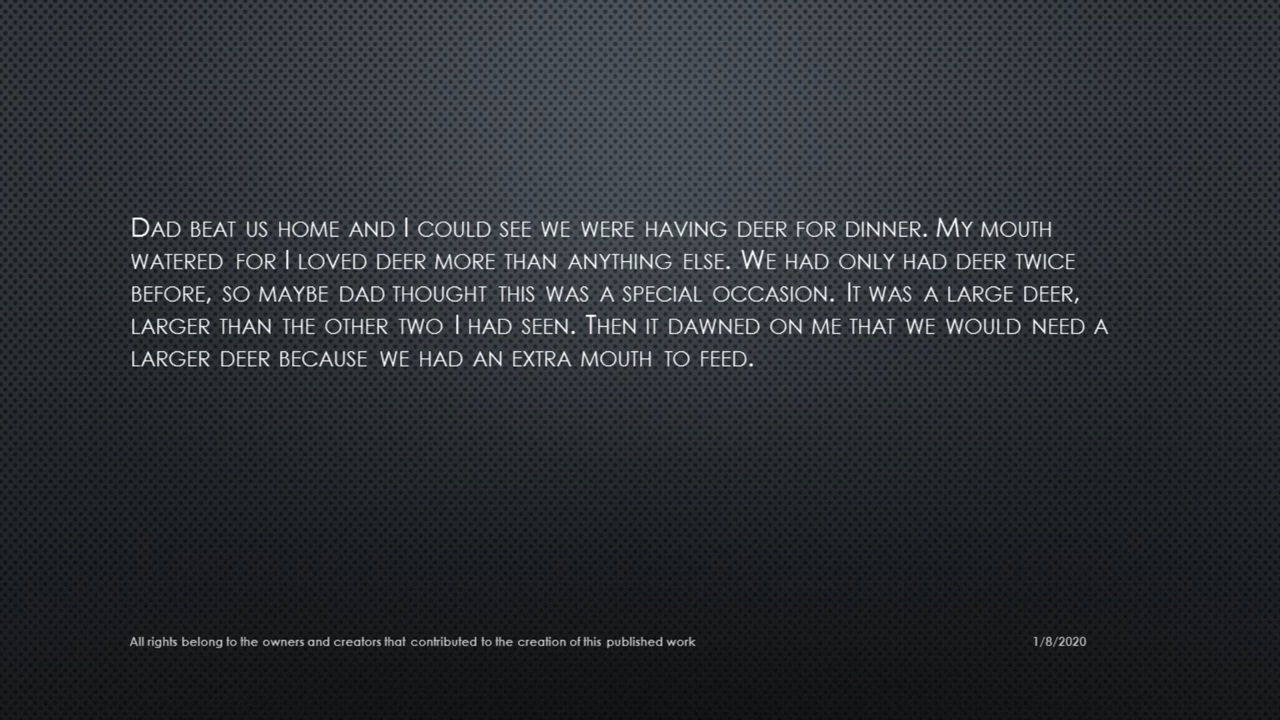 Dad beat us home and I could see we were having deer for dinner. My mouth
watered for I loved deer more than anything else. We had only had deer twice
before, so maybe dad thought this was a special occasion. It was a large deer,
larger than the other two I had seen. Then it dawned on me that we would need a
larger deer because we had an extra mouth to feed.
All rights belong to the owners and creators that contributed to the creation of this published work
1/8/2020